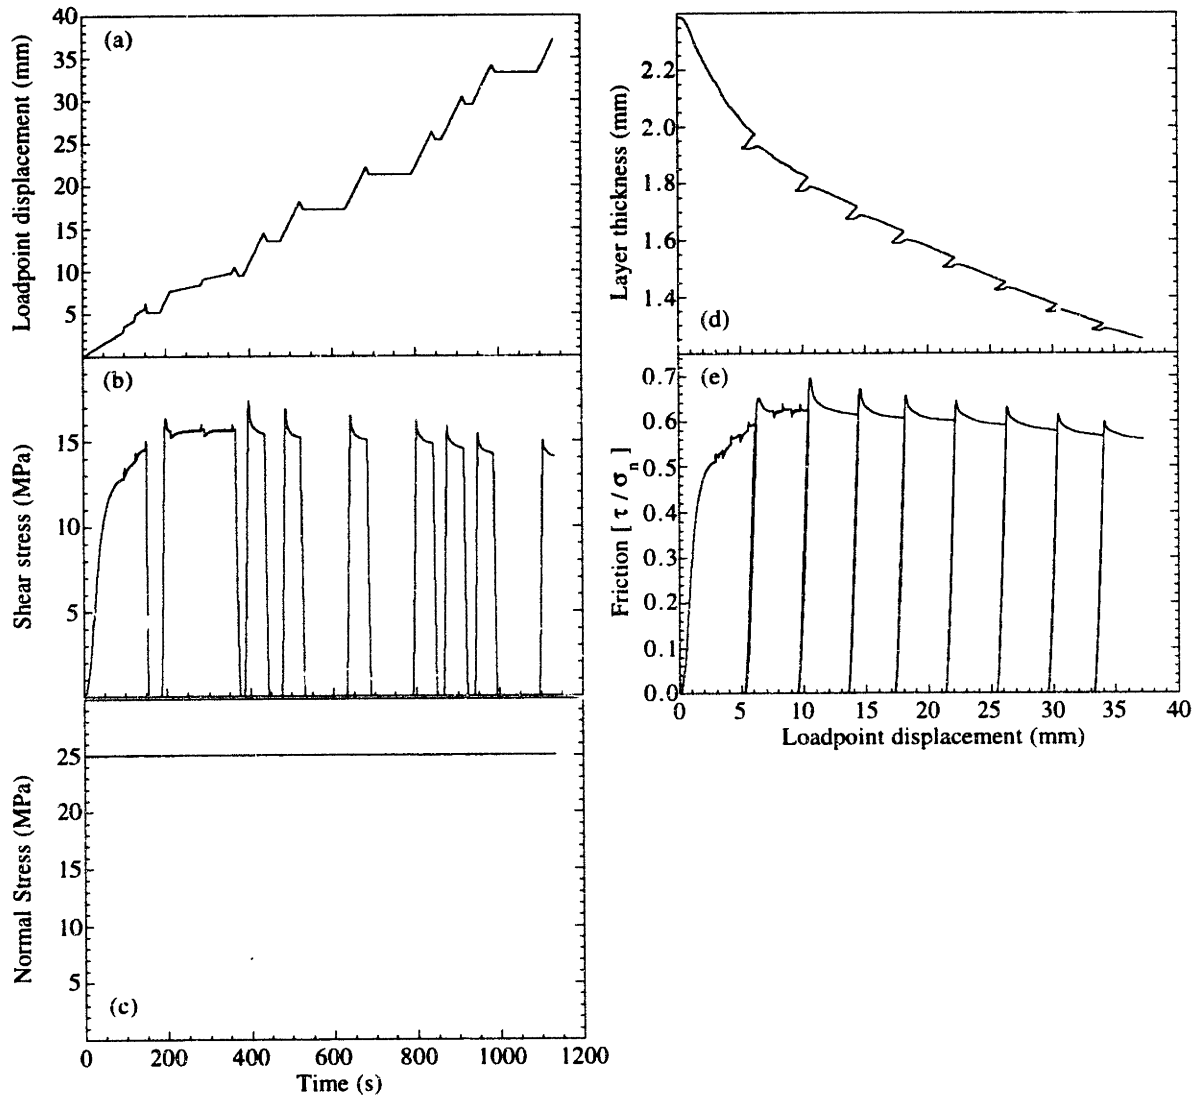 (a)
Loadpoint displacement (mm)
40
35
30
25
20
15
10
5
(b)
Shear stress (MPa)
15
10
5
(c)
Normal Stress (MPa)
25
20
15
10
5
0 200 400 600 800 1000 1200
Time (s)
(d)
Layer thickness (mm)
2.2
2.0
1.8
1.6
1.4
(e)
Friction [ τ / σn ]
0.7
0.6
0.5
0.4
0.3
0.2
0.1
0.0
0 5 10 15 20 25 30 35 40
Loadpoint displacement (mm)